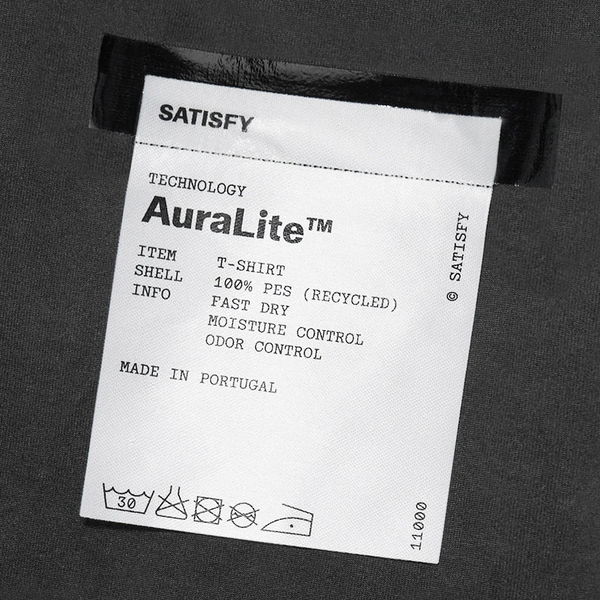 SATISFY
TECHNOLOGY
AuraLite™
ITEM T-SHIRT
SHELL 100% PES (RECYCLED)
INFO FAST DRY
MOISTURE CONTROL
ODOR CONTROL
MADE IN PORTUGAL
© SATISFY
30
11000